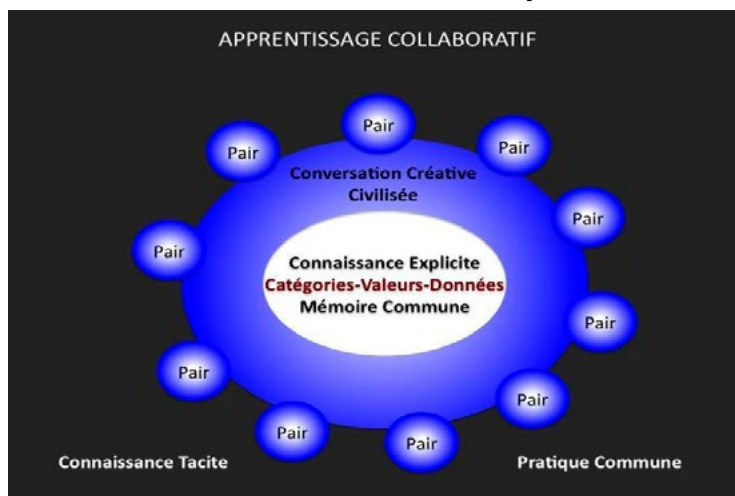 APPRENTISSAGE COLLABORATIF
Pair
Pair
Pair
Pair
Conversation Créative
Civilisée
Pair
Pair
Connaissance Explicite
Catégories-Valeurs-Données
Mémoire Commune
Pair
Pair
Pair
Pair
Connaissance Tacite
Pratique Commune